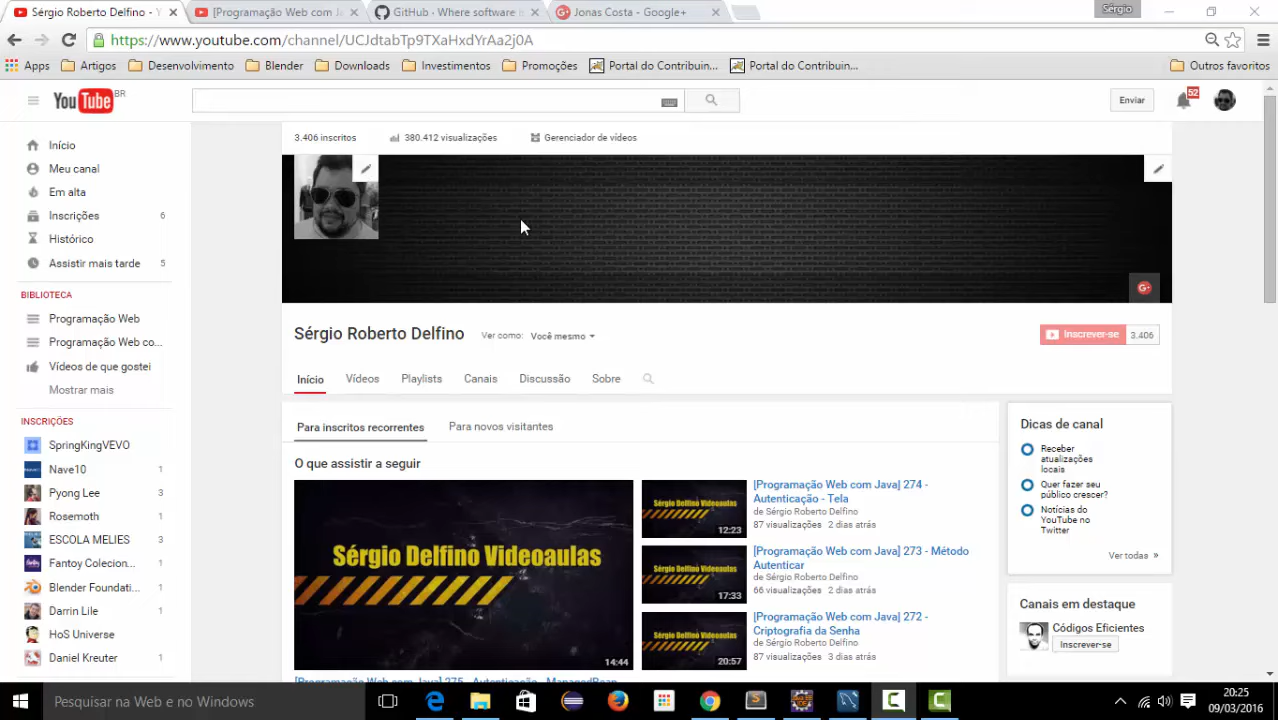 Sérgio Roberto Delfino - Y
[Programação Web com J
GitHub - Where software b
Jonas Costa - Google+
Sérgio
https://www.youtube.com/channel/UCJdtabTp9TXaHxdYrAa2j0A
Apps
Artigos
Desenvolvimento
Blender
Downloads
Investimentos
Promoções
Portal do Contribuin...
Portal do Contribuin...
Outros favoritos
YouTube BR
Enviar
52
3.406 inscritos
380.412 visualizações
Gerenciador de vídeos
Início
Meu canal
Em alta
Inscrições 6
Histórico
Assistir mais tarde 5
BIBLIOTECA
Programação Web
Programação Web co...
Vídeos de que gostei
Mostrar mais
INSCRIÇÕES
SpringKingVEVO
Nave10 1
Pyong Lee 3
Rosemoth 1
ESCOLA MELIES 3
Fantoy Colecion... 1
Blender Foundati... 1
Darrin Lile 1
HoS Universe
Daniel Kreuter 1
G+
Sérgio Roberto Delfino
Ver como: Você mesmo
Inscrever-se 3.406
Início
Vídeos
Playlists
Canais
Discussão
Sobre
Para inscritos recorrentes
Para novos visitantes
O que assistir a seguir
Sérgio Delfino Videoaulas
14:44
[Programação Web com Java] 275 - Autenticação - ManagedBean
Sérgio Delfino Videoaulas
12:23
[Programação Web com Java] 274 -
Autenticação - Tela
de Sérgio Roberto Delfino
87 visualizações 2 dias atrás
Sérgio Delfino Videoaulas
17:33
[Programação Web com Java] 273 - Método
Autenticar
de Sérgio Roberto Delfino
66 visualizações 2 dias atrás
Sérgio Delfino Videoaulas
20:57
[Programação Web com Java] 272 -
Criptografia da Senha
de Sérgio Roberto Delfino
87 visualizações 3 dias atrás
Dicas de canal
Receber
atualizações
locais
Quer fazer seu
público crescer?
Notícias do
YouTube no
Twitter
Ver todas »
Canais em destaque
Códigos Eficientes
Inscrever-se
Pesquisar na Web e no Windows
20:25
09/03/2016